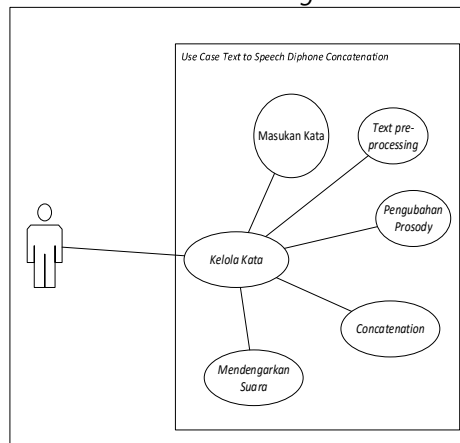 Use Case Text to Speech Diphone Concatenation
Masukan Kata
Text pre-
processing
Pengubahan
Prosody
Kelola Kata
Concatenation
Mendengarkan
Suara